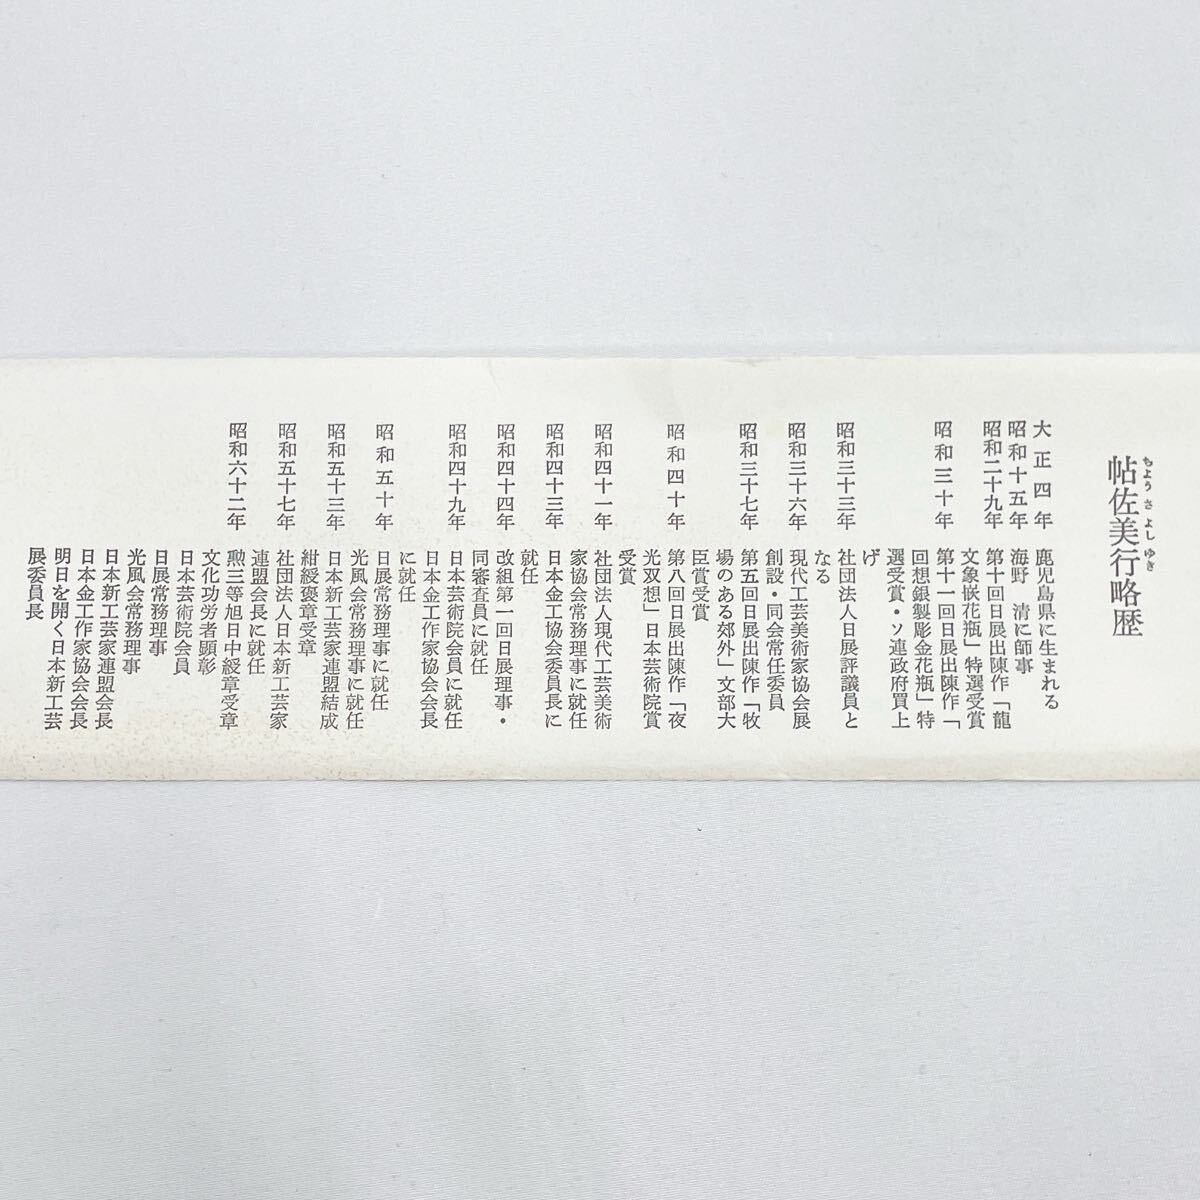 帖佐美行略歴
ちようさよしゆき
大正四年 鹿児島県に生まれる
昭和十五年 海野 清に師事
昭和二十九年 第十回日展出陳作「龍
文象嵌花瓶」特選受賞
昭和三十年 第十一回日展出陳作「
回想銀製彫金花瓶」特
選受賞・ソ連政府買上
げ
昭和三十三年 社団法人日展評議員と
なる
昭和三十六年 現代工芸美術家協会展
創設・同会常任委員
昭和三十七年 第五回日展出陳作「牧
場のある郊外」文部大
臣賞受賞
昭和四十年 第八回日展出陳作「夜
光双想」日本芸術院賞
受賞
昭和四十一年 社団法人現代工芸美術
家協会常務理事に就任
昭和四十三年 日本金工協会委員長に
就任
昭和四十四年 改組第一回日展理事・
同審査員に就任
昭和四十九年 日本芸術院会員に就任
日本金工作家協会会長
に就任
昭和五十年 日展常務理事に就任
光風会常務理事に就任
昭和五十三年 日本新工芸家連盟結成
紺綬褒章受章
昭和五十七年 社団法人日本新工芸家
連盟会長に就任
昭和六十二年 勲三等旭日中綬章受章
文化功労者顕彰
日本芸術院会員
日展常務理事
光風会常務理事
日本新工芸家連盟会長
日本金工作家協会会長
明日を開く日本新工芸
展委員長